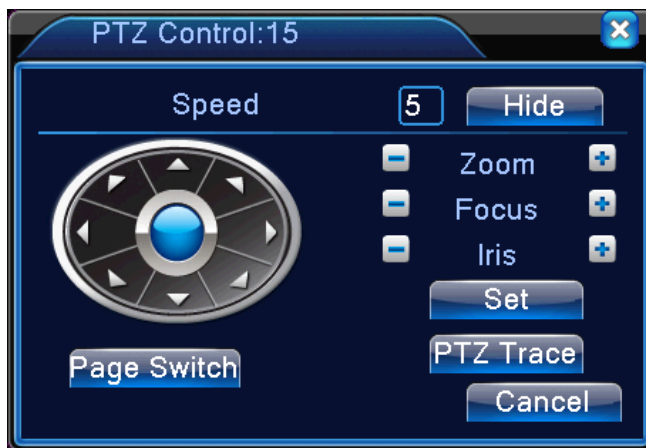 PTZ Control:15
Speed 5 Hide
Zoom
Focus
Iris
Set
PTZ Trace
Page Switch
Cancel